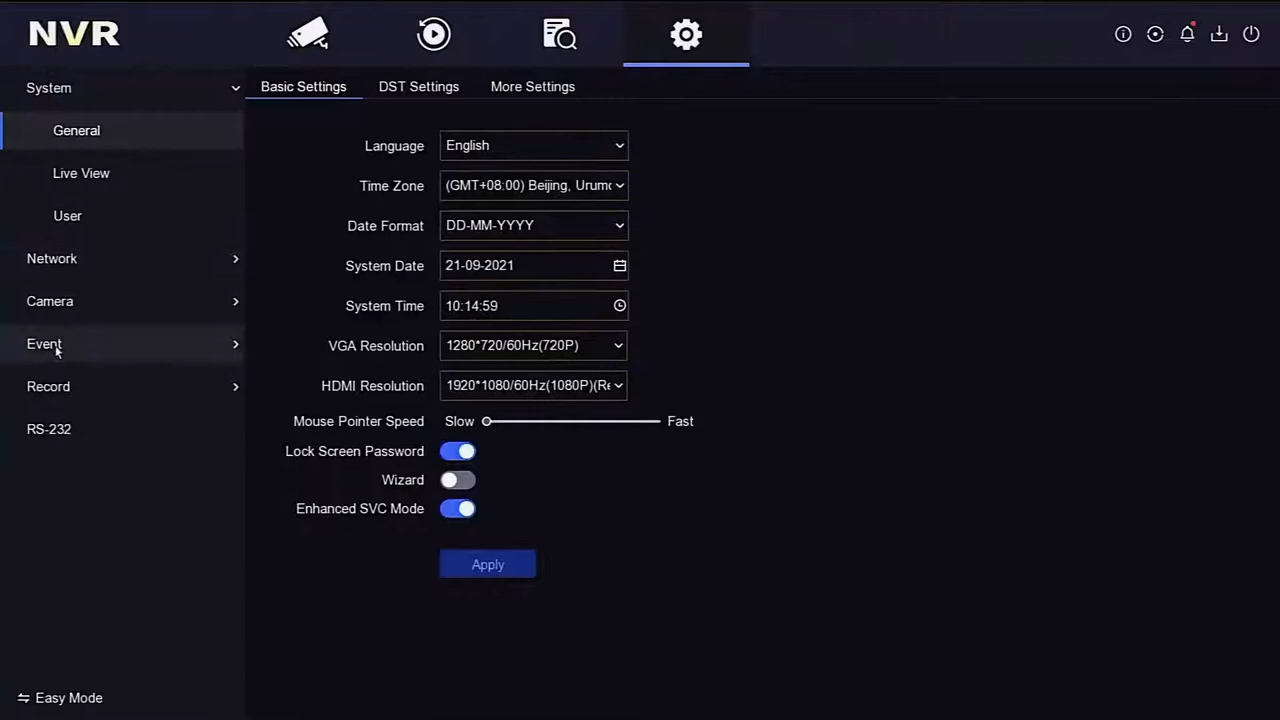 NVR
System
General
Live View
User
Network
Camera
Event
Record
RS-232
Easy Mode
Basic Settings DST Settings More Settings
Language English
Time Zone (GMT+08:00) Beijing, Urumc
Date Format DD-MM-YYYY
System Date 21-09-2021
System Time 10:14:59
VGA Resolution 1280*720/60Hz(720P)
HDMI Resolution 1920*1080/60Hz(1080P)(Re
Mouse Pointer Speed Slow Fast
Lock Screen Password
Wizard
Enhanced SVC Mode
Apply